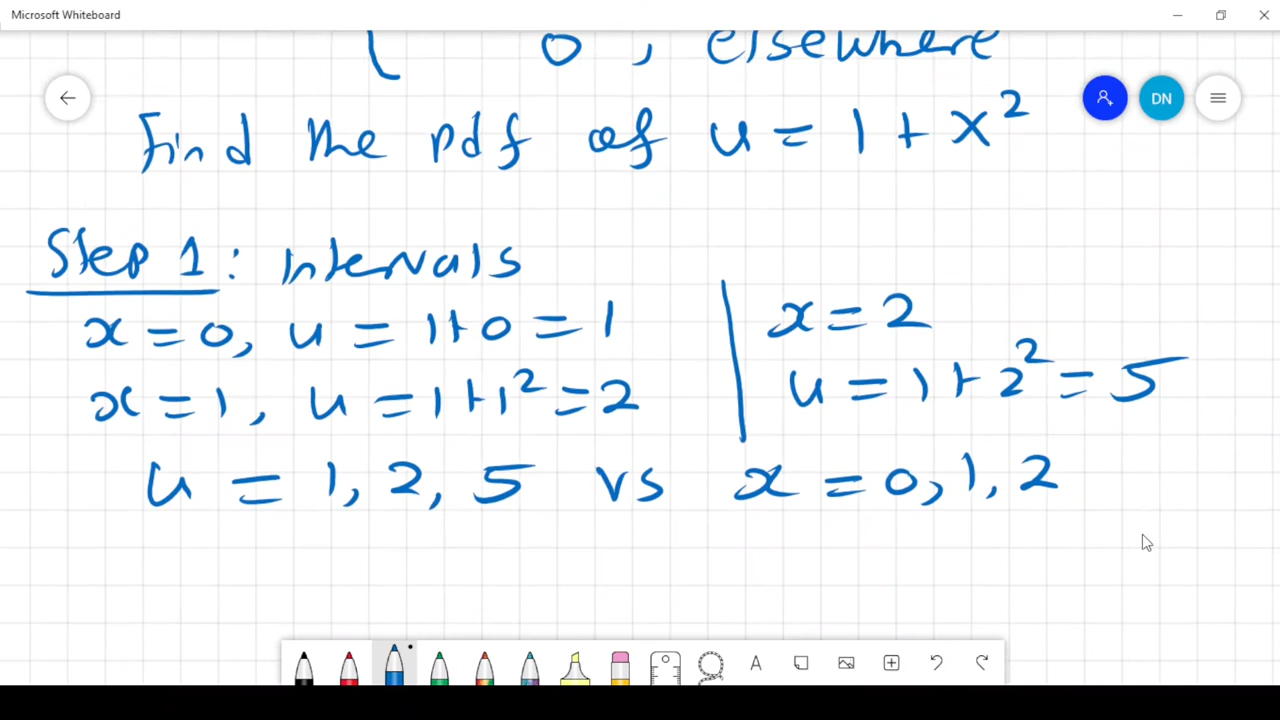 Microsoft Whiteboard
0, elsewhere
DN
Find the pdf of u = 1 + x²
Step 1: Intervals
x = 0, u = 1+0 = 1
x = 1, u = 1+1² = 2
x = 2
u = 1+2² = 5
u = 1, 2, 5 vs x = 0, 1, 2
A